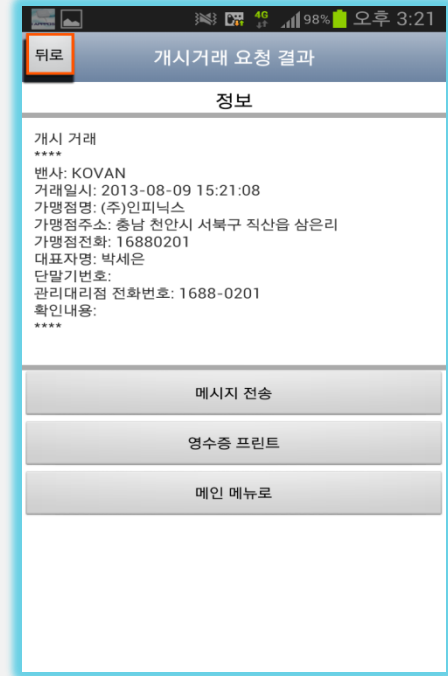 4G 98% 오후 3:21
뒤로
개시거래 요청 결과
정보
개시 거래
****
밴사: KOVAN
거래일시: 2013-08-09 15:21:08
가맹점명: (주)인피닉스
가맹점주소: 충남 천안시 서북구 직산읍 삼은리
가맹점전화: 16880201
대표자명: 박세은
단말기번호:
관리대리점 전화번호: 1688-0201
확인내용:
****
메시지 전송
영수증 프린트
메인 메뉴로